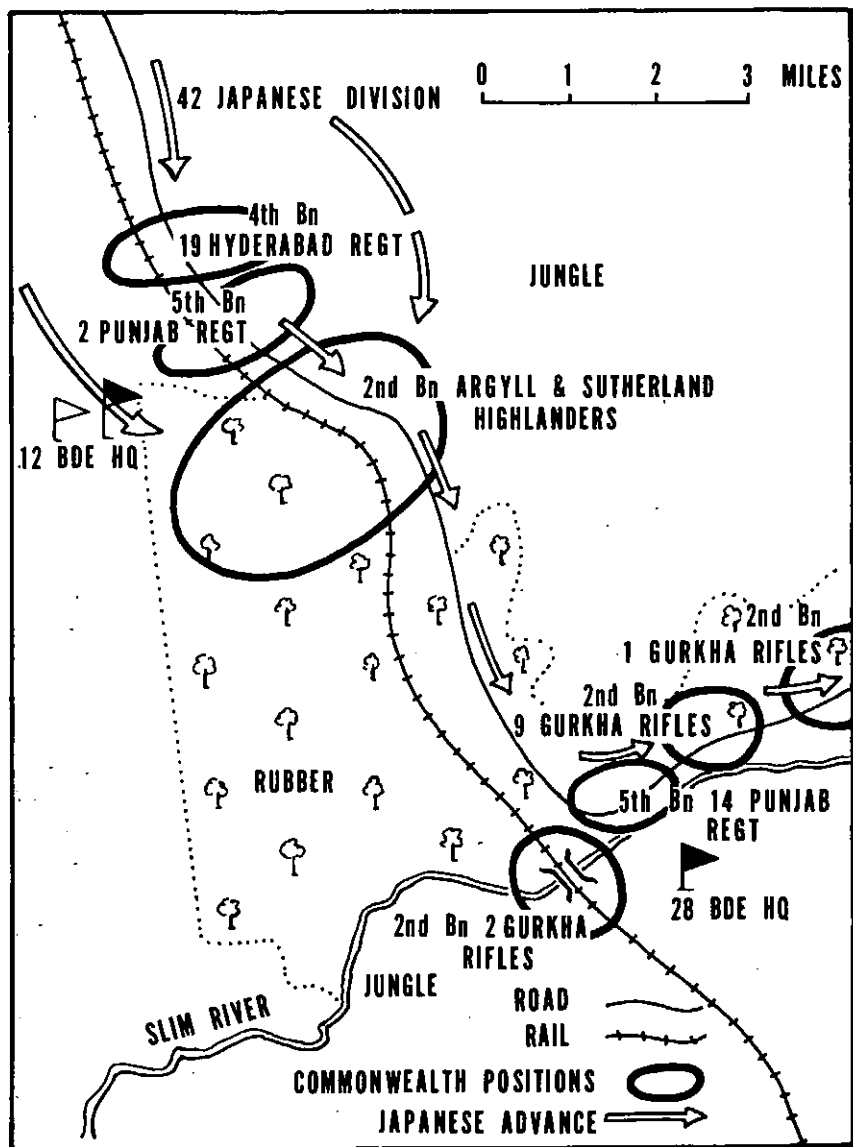 0 1 2 3 MILES
42 JAPANESE DIVISION
4th Bn
19 HYDERABAD REGT
JUNGLE
5th Bn
2 PUNJAB REGT
2nd Bn ARGYLL & SUTHERLAND
HIGHLANDERS
12 BDE HQ
2nd Bn
1 GURKHA RIFLES
2nd Bn
9 GURKHA RIFLES
RUBBER
5th Bn 14 PUNJAB
REGT
28 BDE HQ
2nd Bn 2 GURKHA
RIFLES
JUNGLE
SLIM RIVER
ROAD
RAIL
COMMONWEALTH POSITIONS
JAPANESE ADVANCE